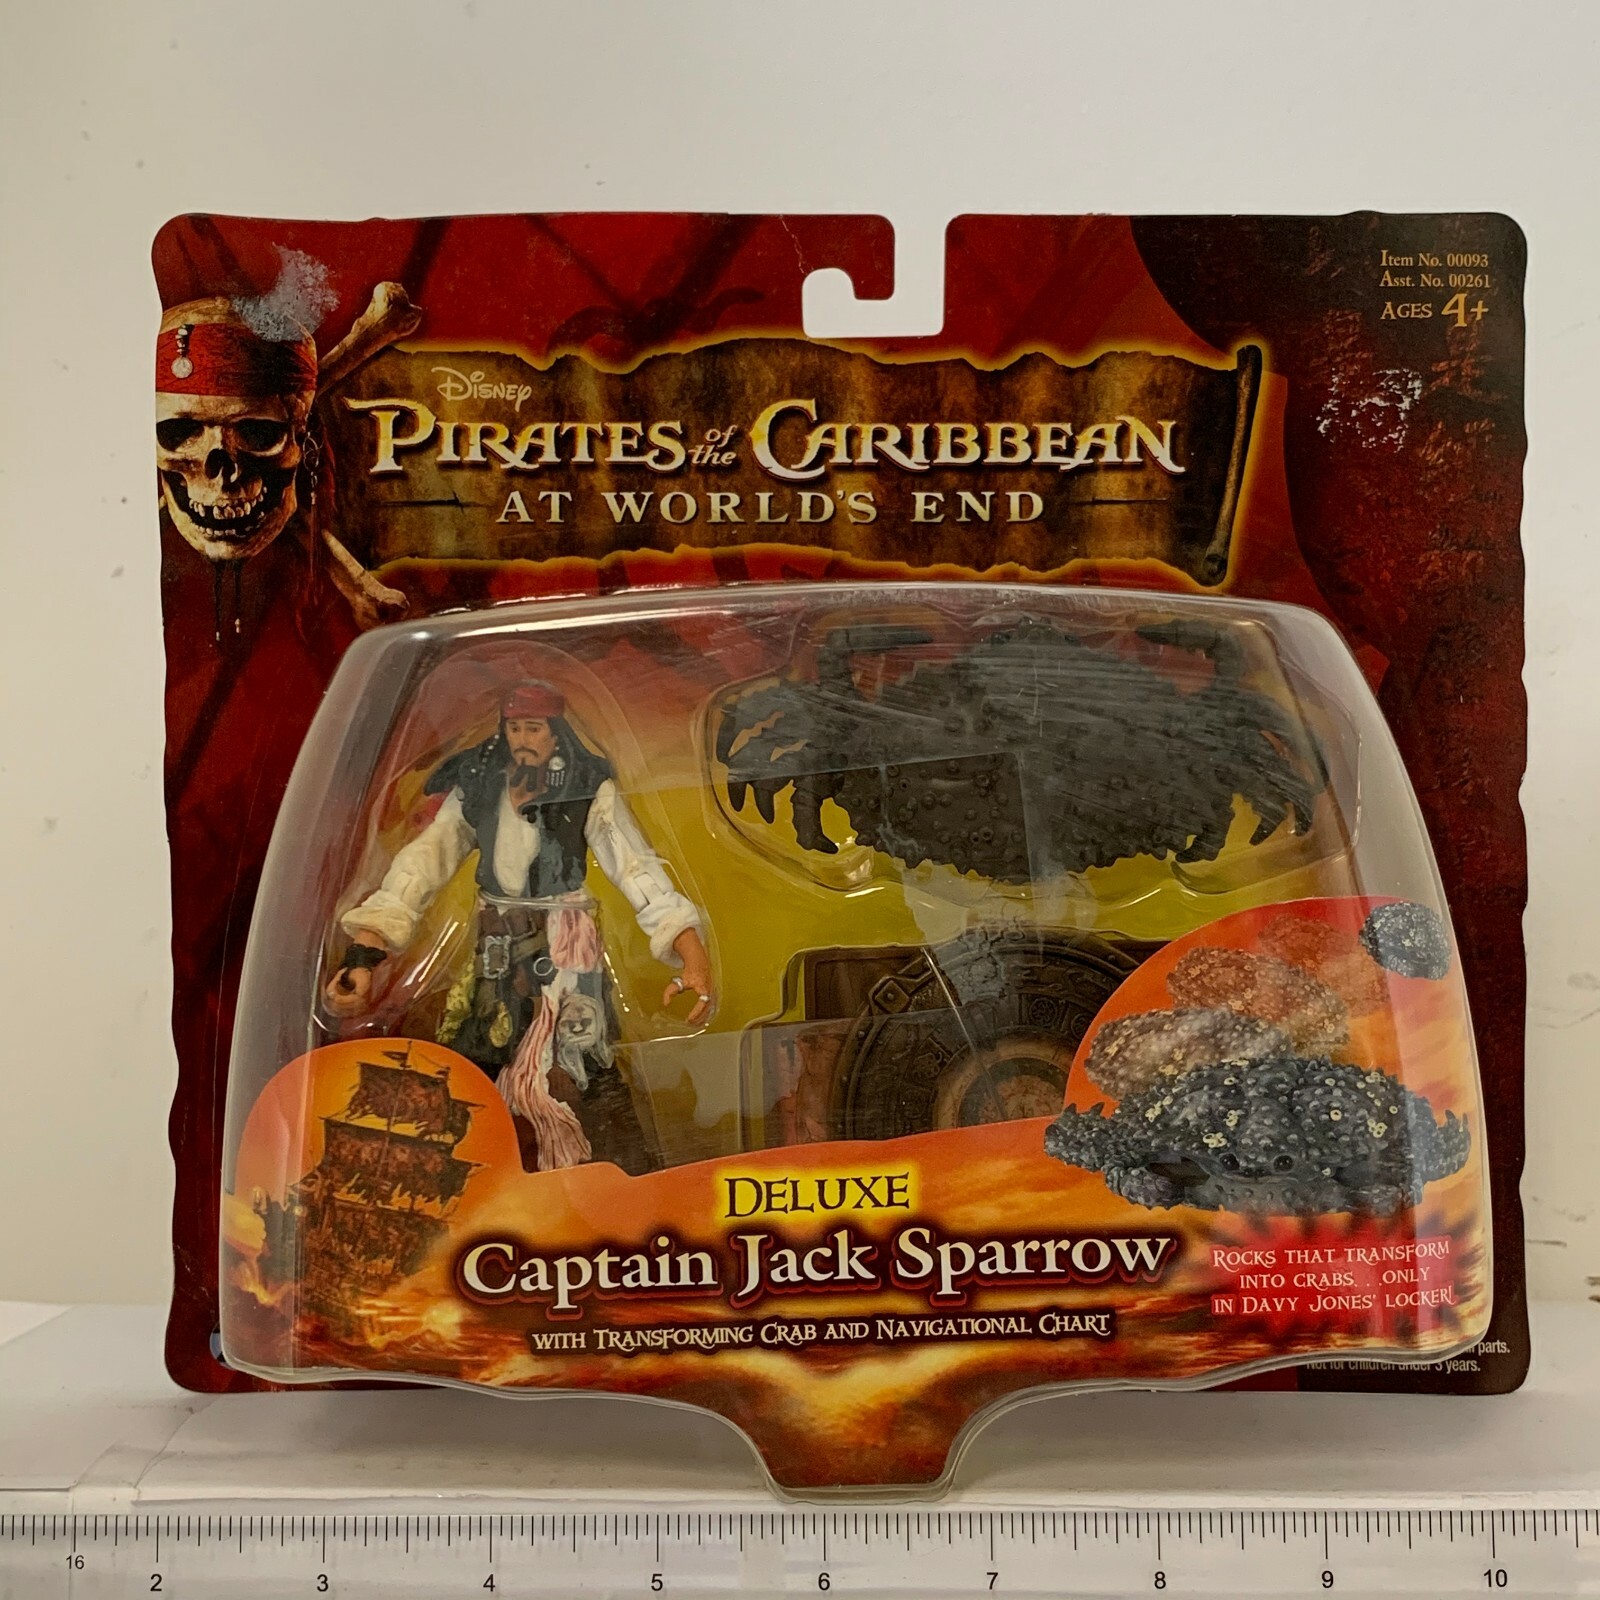 Item No. 00093
Asst. No. 00261
AGES 4+
DISNEY
PIRATES of the CARIBBEAN
AT WORLD'S END
DELUXE
Captain Jack Sparrow
WITH TRANSFORMING CRAB AND NAVIGATIONAL CHART
ROCKS THAT TRANSFORM
INTO CRABS. . .ONLY
IN DAVY JONES' LOCKER!
parts.
Not for children under 3 years.
16
2 3 4 5 6 7 8 9 10